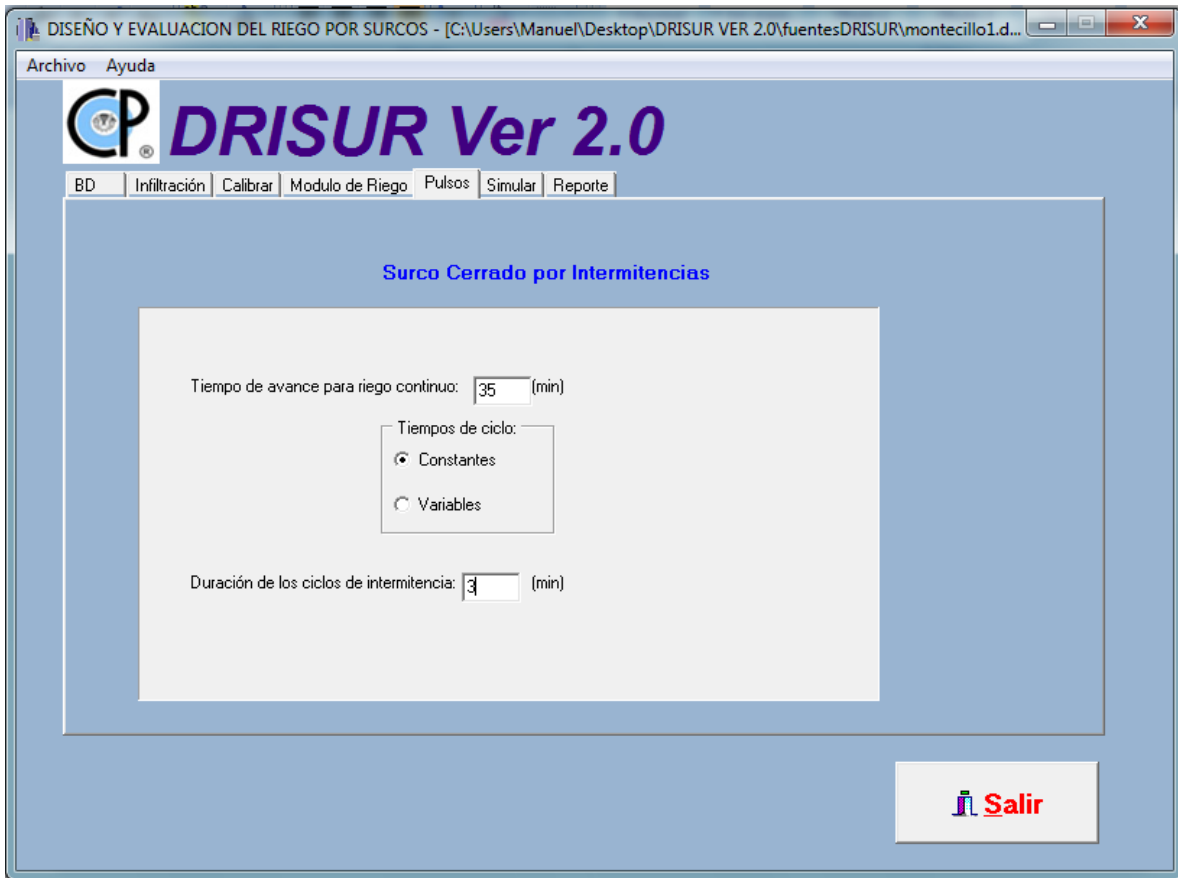 DISEÑO Y EVALUACION DEL RIEGO POR SURCOS - [C:\Users\Manuel\Desktop\DRISUR VER 2.0\fuentesDRISUR\montecillo1.d...
Archivo Ayuda
CP ® DRISUR Ver 2.0
BD Infiltración Calibrar Modulo de Riego Pulsos Simular Reporte
Surco Cerrado por Intermitencias
Tiempo de avance para riego continuo: 35 (min)
Tiempos de ciclo:
Constantes
Variables
Duración de los ciclos de intermitencia: 3 (min)
Salir